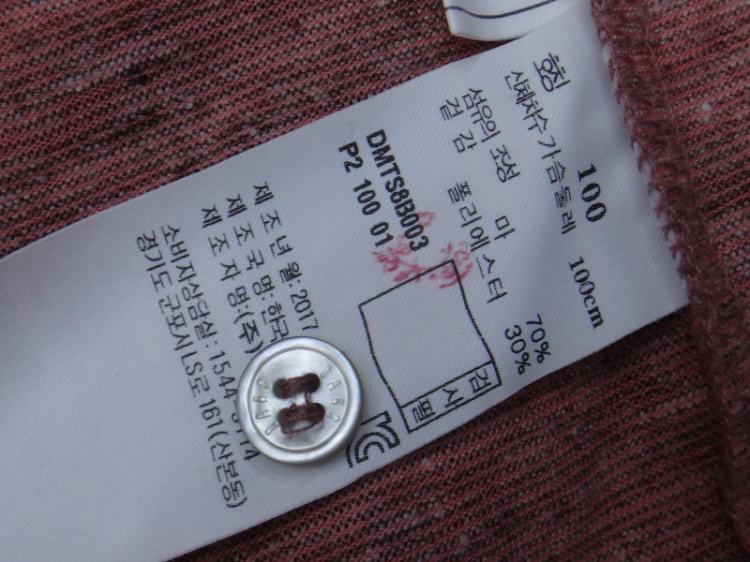 호칭 100
신체치수 가슴둘레 100cm
섬유의 조성
겉감 마 70%
폴리에스터 30%
DMTS8B003
P2 100 01
검사필
제조년월: 2017
제조국명: 한국
제조자명: (주)
소비자상담실: 1544-
경기도 군포시 LS로 161(산본동)